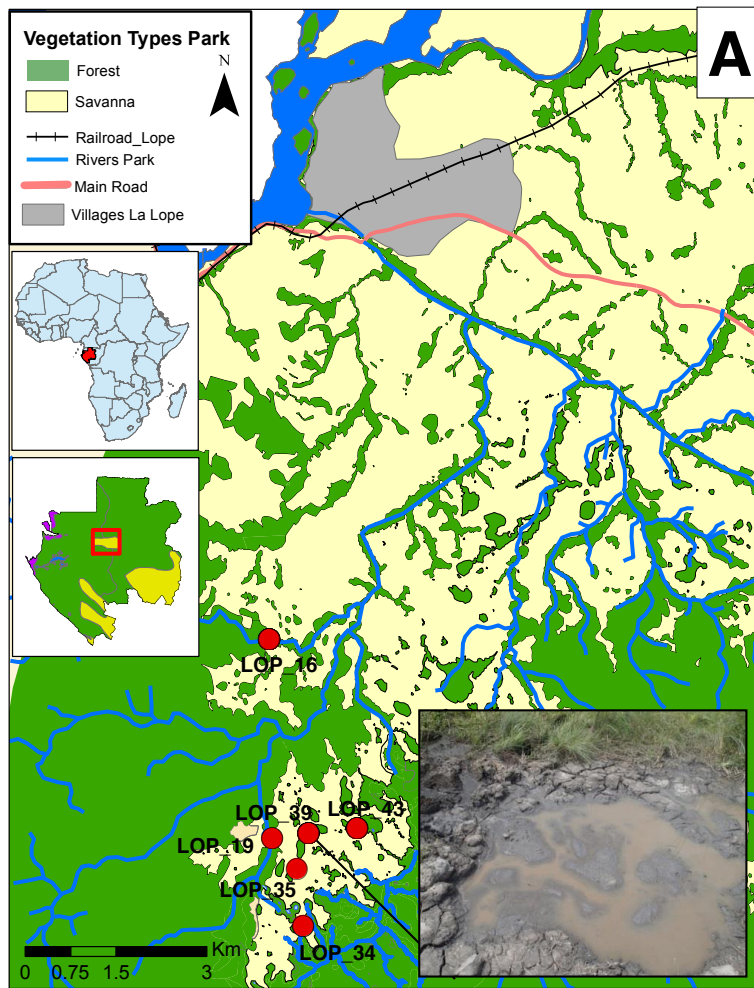 Vegetation Types Park
A
N
Forest
Savanna
Railroad_Lope
Rivers Park
Main Road
Villages La Lope
LOP_16
LOP_39
LOP_43
LOP_19
LOP_35
LOP_34
Km
0 0.75 1.5 3